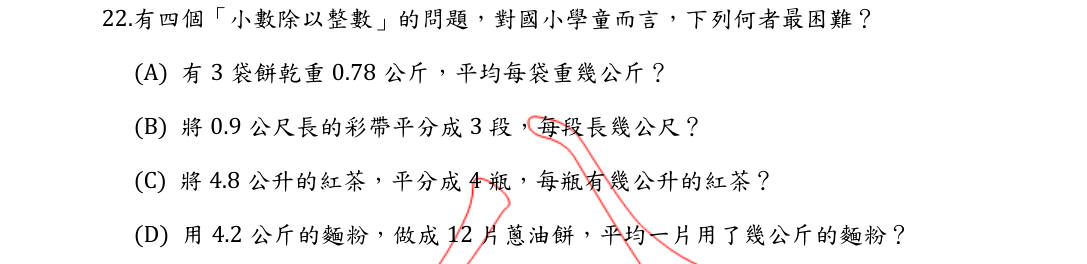 22.有四個「小數除以整數」的問題，對國小學童而言，下列何者最困難？
(A) 有 3 袋餅乾重 0.78 公斤，平均每袋重幾公斤？
(B) 將 0.9 公尺長的彩帶平分成 3 段，每段長幾公尺？
(C) 將 4.8 公升的紅茶，平分成 4 瓶，每瓶有幾公升的紅茶？
(D) 用 4.2 公斤的麵粉，做成 12 片蔥油餅，平均一片用了幾公斤的麵粉？